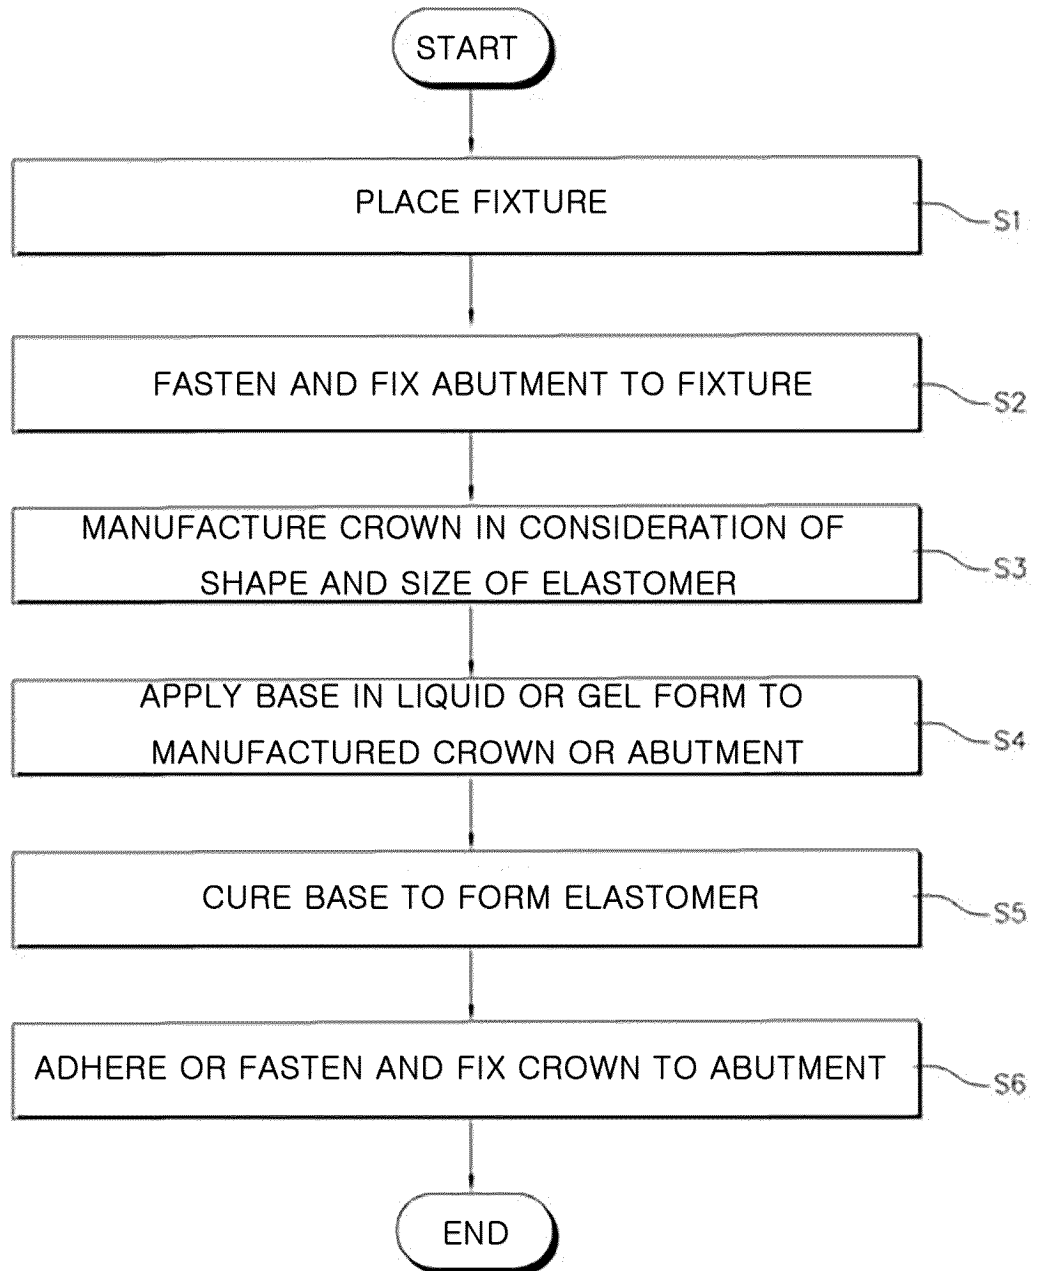 START
PLACE FIXTURE
S1
FASTEN AND FIX ABUTMENT TO FIXTURE
S2
MANUFACTURE CROWN IN CONSIDERATION OF
SHAPE AND SIZE OF ELASTOMER
S3
APPLY BASE IN LIQUID OR GEL FORM TO
MANUFACTURED CROWN OR ABUTMENT
S4
CURE BASE TO FORM ELASTOMER
S5
ADHERE OR FASTEN AND FIX CROWN TO ABUTMENT
S6
END